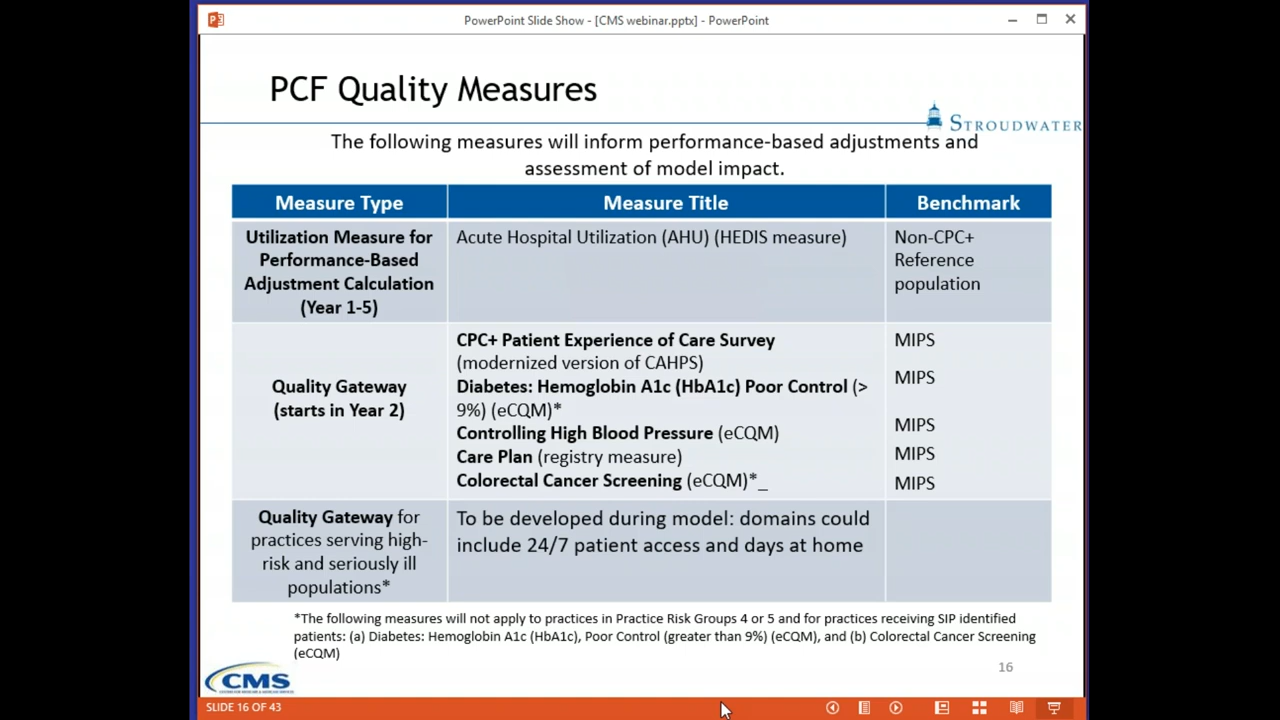 PowerPoint Slide Show - [CMS webinar.pptx] - PowerPoint
PCF Quality Measures
STROUDWATER
The following measures will inform performance-based adjustments and
assessment of model impact.
Measure Type
Measure Title
Benchmark
Utilization Measure for
Performance-Based
Adjustment Calculation
(Year 1-5)
Acute Hospital Utilization (AHU) (HEDIS measure)
Non-CPC+
Reference
population
Quality Gateway
(starts in Year 2)
CPC+ Patient Experience of Care Survey
(modernized version of CAHPS)
Diabetes: Hemoglobin A1c (HbA1c) Poor Control (>
9%) (eCQM)*
Controlling High Blood Pressure (eCQM)
Care Plan (registry measure)
Colorectal Cancer Screening (eCQM)*_
MIPS
MIPS
MIPS
MIPS
MIPS
Quality Gateway for
practices serving high-
risk and seriously ill
populations*
To be developed during model: domains could
include 24/7 patient access and days at home
*The following measures will not apply to practices in Practice Risk Groups 4 or 5 and for practices receiving SIP identified
patients: (a) Diabetes: Hemoglobin A1c (HbA1c), Poor Control (greater than 9%) (eCQM), and (b) Colorectal Cancer Screening
(eCQM)
16
CMS
SLIDE 16 OF 43